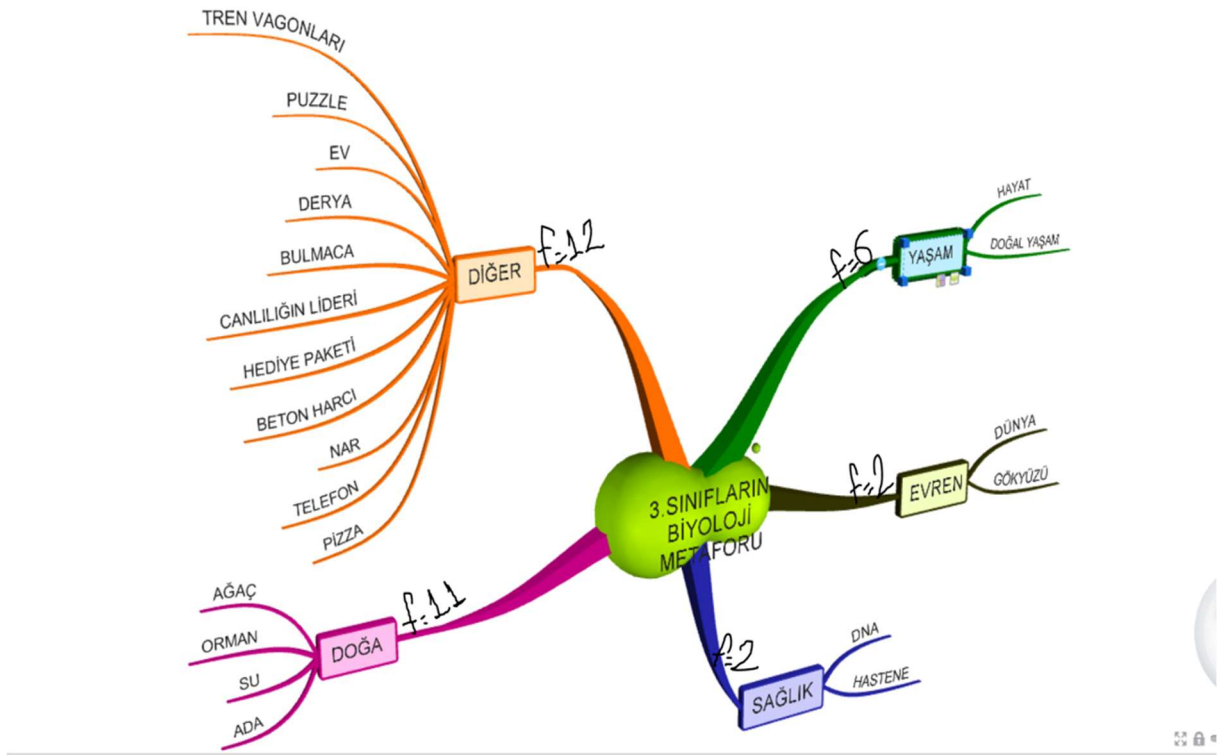 TREN VAGONLARI
PUZZLE
EV
DERYA
BULMACA
CANLILIĞIN LİDERİ
HEDİYE PAKETİ
BETON HARCI
NAR
TELEFON
PİZZA
DİĞER
f=12
AĞAÇ
ORMAN
SU
ADA
DOĞA
f=11
3.SINIFLARIN
BİYOLOJİ
METAFORU
f=6
YAŞAM
HAYAT
DOĞAL YAŞAM
f=2
EVREN
DÜNYA
GÖKYÜZÜ
f=2
SAĞLIK
DNA
HASTENE